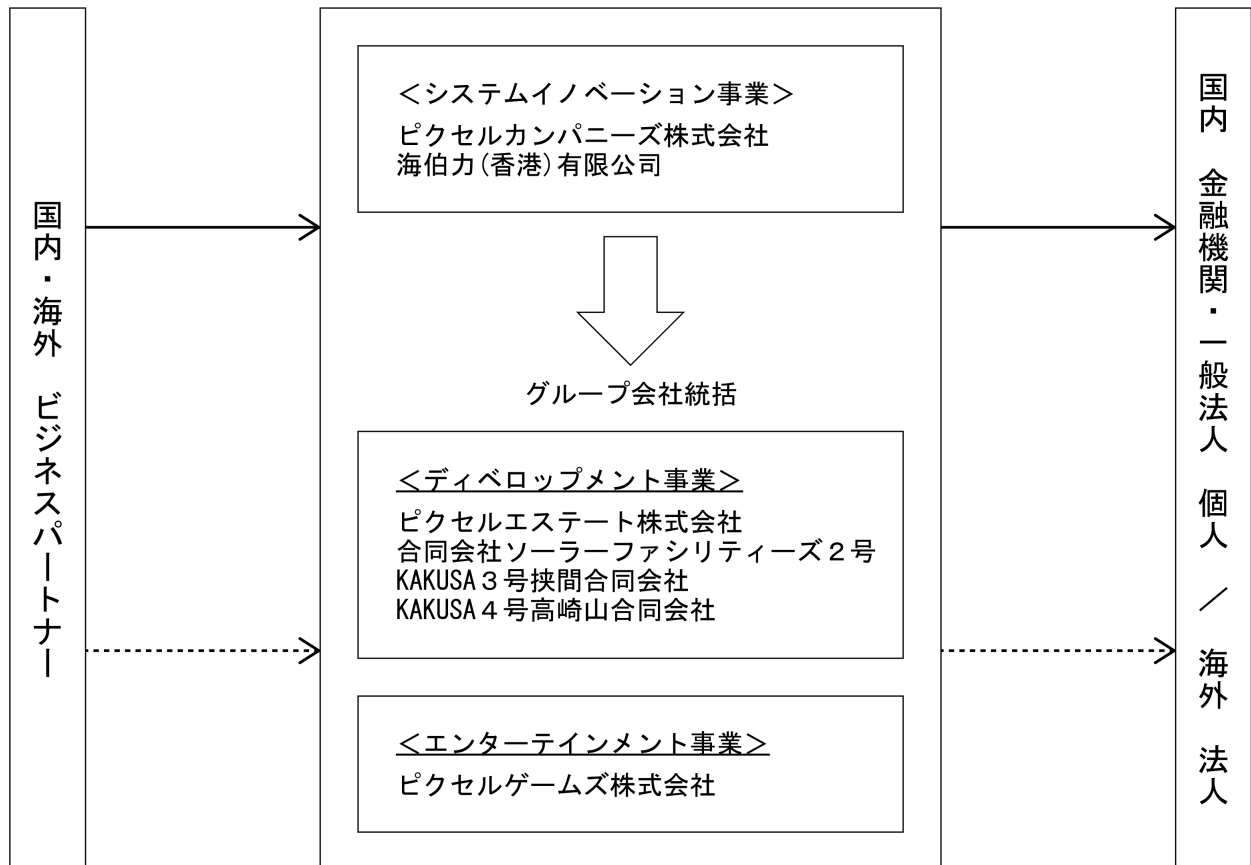 国内・海外　ビジネスパートナー
＜システムイノベーション事業＞
ピクセルカンパニーズ株式会社
海伯力(香港)有限公司
グループ会社統括
＜ディベロップメント事業＞
ピクセルエステート株式会社
合同会社ソーラーファシリティーズ２号
KAKUSA３号挟間合同会社
KAKUSA４号高崎山合同会社
＜エンターテインメント事業＞
ピクセルゲームズ株式会社
国内　金融機関・一般法人　個人　／　海外　法人